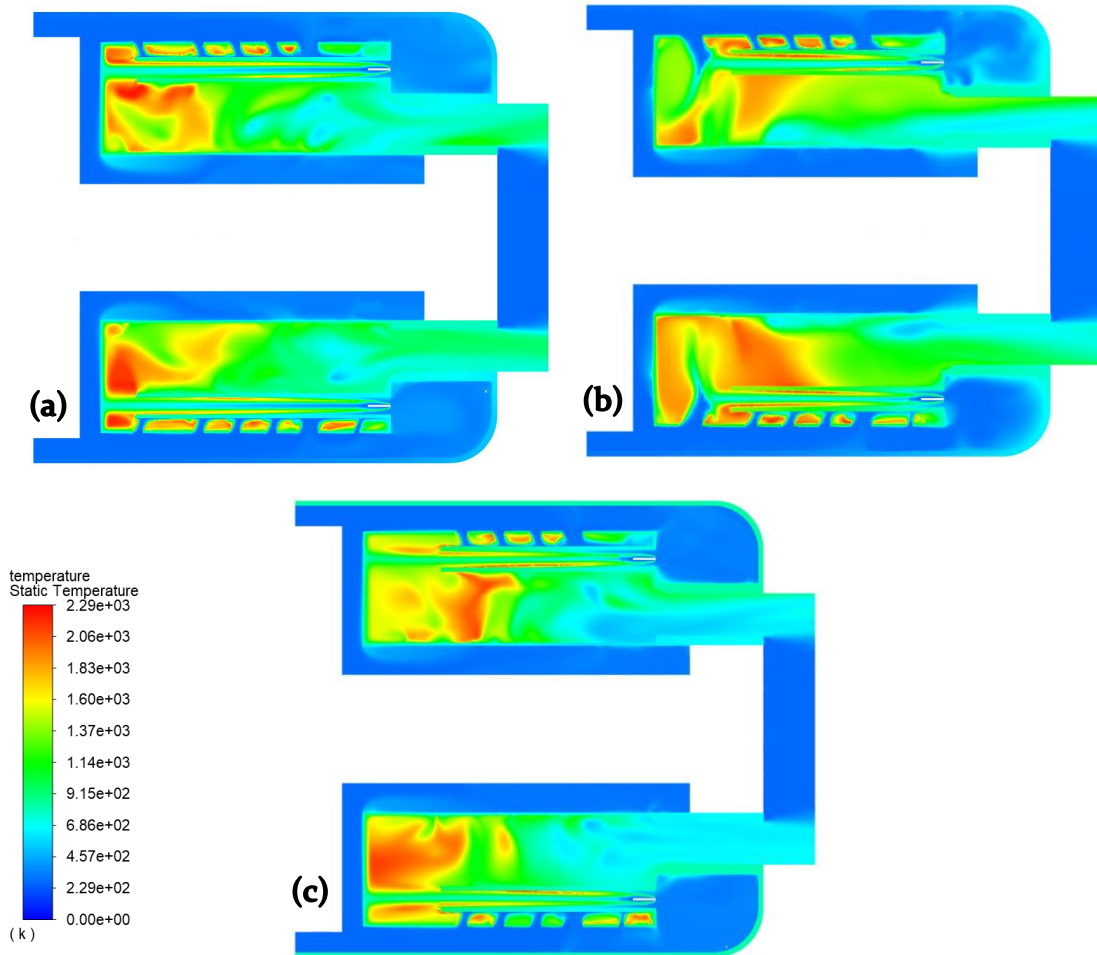 (a)
(b)
(c)
temperature
Static Temperature
2.29e+03
2.06e+03
1.83e+03
1.60e+03
1.37e+03
1.14e+03
9.15e+02
6.86e+02
4.57e+02
2.29e+02
0.00e+00
( k )